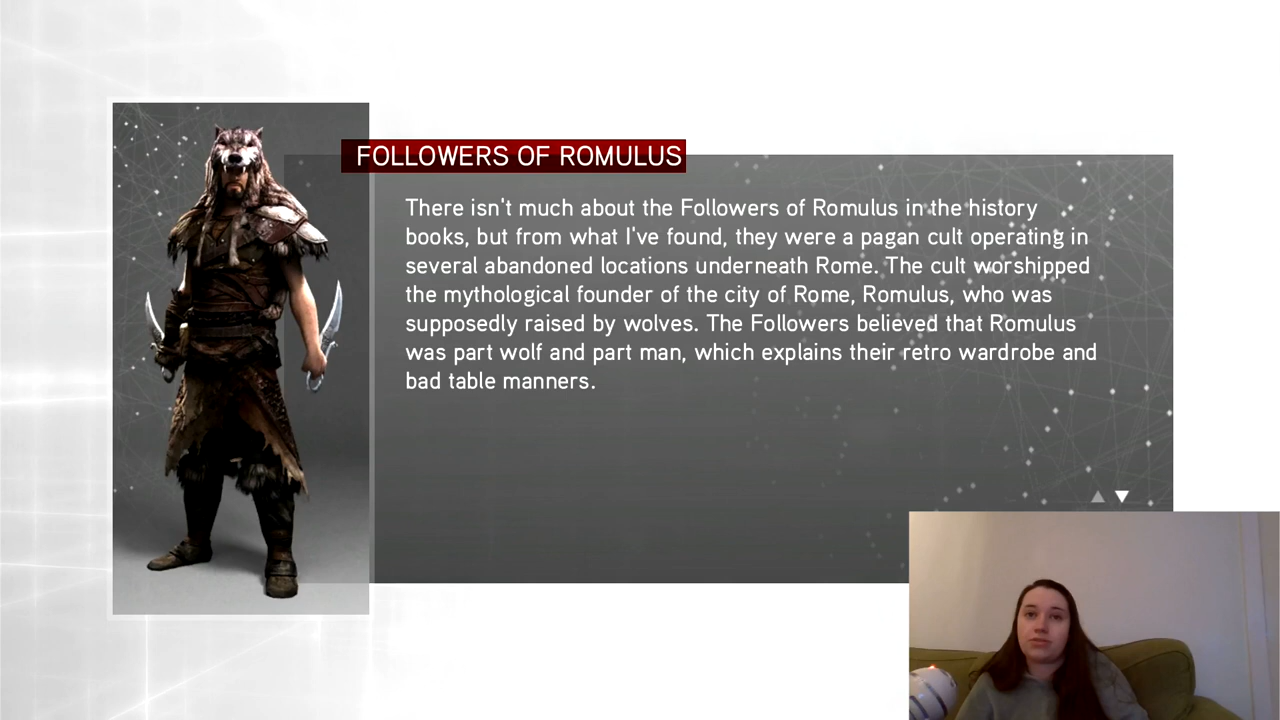 FOLLOWERS OF ROMULUS
There isn't much about the Followers of Romulus in the history
books, but from what I've found, they were a pagan cult operating in
several abandoned locations underneath Rome. The cult worshipped
the mythological founder of the city of Rome, Romulus, who was
supposedly raised by wolves. The Followers believed that Romulus
was part wolf and part man, which explains their retro wardrobe and
bad table manners.